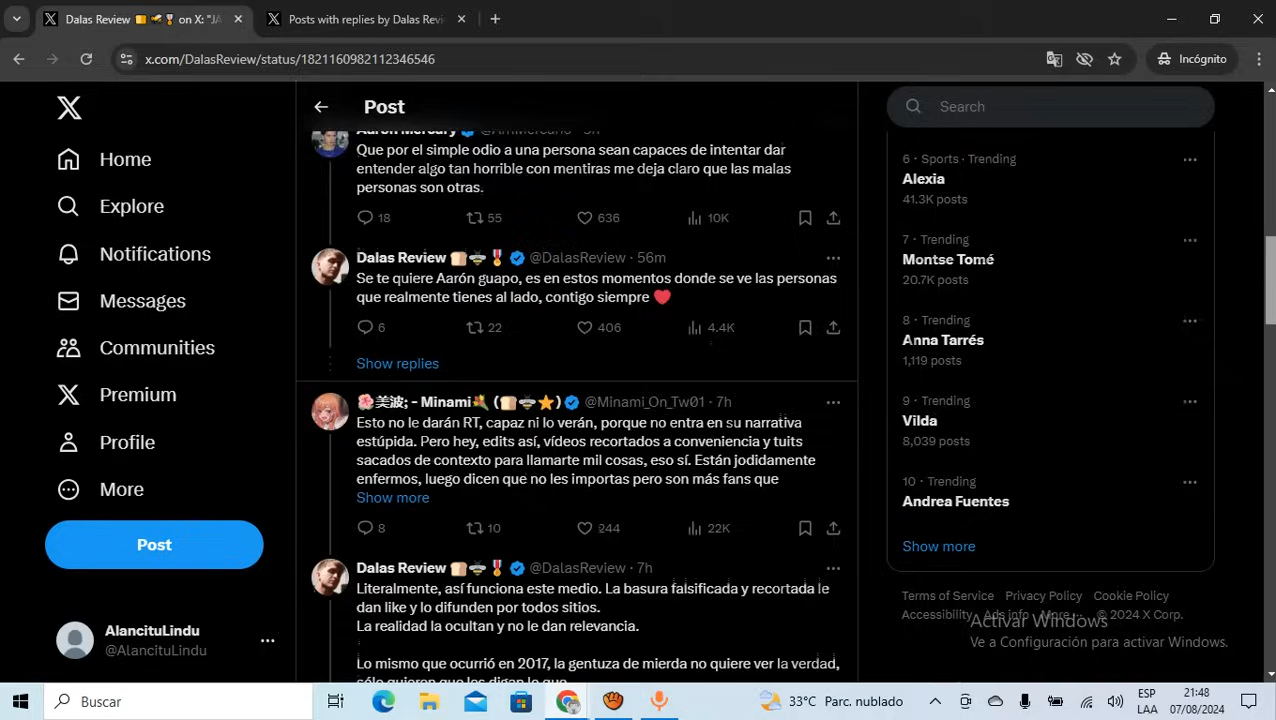 Dalas Review on X: "JA
Posts with replies by Dalas Revi
x.com/DalasReview/status/1821160982112346546
Incógnito
Home
Explore
Notifications
Messages
Communities
Premium
Profile
More
Post
AlancituLindu
@AlancituLindu
Post
Aaron Mercury
Que por el simple odio a una persona sean capaces de intentar dar
entender algo tan horrible con mentiras me deja claro que las malas
personas son otras.
18 55 636 10K
Dalas Review @DalasReview · 56m
Se te quiere Aarón guapo, es en estos momentos donde se ve las personas
que realmente tienes al lado, contigo siempre
6 22 406 4.4K
Show replies
美波; - Minami ( ) @Minami_On_Tw01 · 7h
Esto no le darán RT, capaz ni lo verán, porque no entra en su narrativa
estúpida. Pero hey, edits así, vídeos recortados a conveniencia y tuits
sacados de contexto para llamarte mil cosas, eso sí. Están jodidamente
enfermos, luego dicen que no les importas pero son más fans que
Show more
8 10 244 22K
Dalas Review @DalasReview · 7h
Literalmente, así funciona este medio. La basura falsificada y recortada le
dan like y lo difunden por todos sitios.
La realidad la ocultan y no le dan relevancia.
Lo mismo que ocurrió en 2017, la gentuza de mierda no quiere ver la verdad,
sólo quieren que les digan lo que
Search
6 · Sports · Trending
Alexia
41.3K posts
7 · Trending
Montse Tomé
20.7K posts
8 · Trending
Anna Tarrés
1,119 posts
9 · Trending
Vilda
8,039 posts
10 · Trending
Andrea Fuentes
Show more
Terms of Service Privacy Policy Cookie Policy
Accessibility Ads info More © 2024 X Corp.
Activar Windows
Ve a Configuración para activar Windows.
Buscar
33°C Parc. nublado
ESP
LAA
21:48
07/08/2024